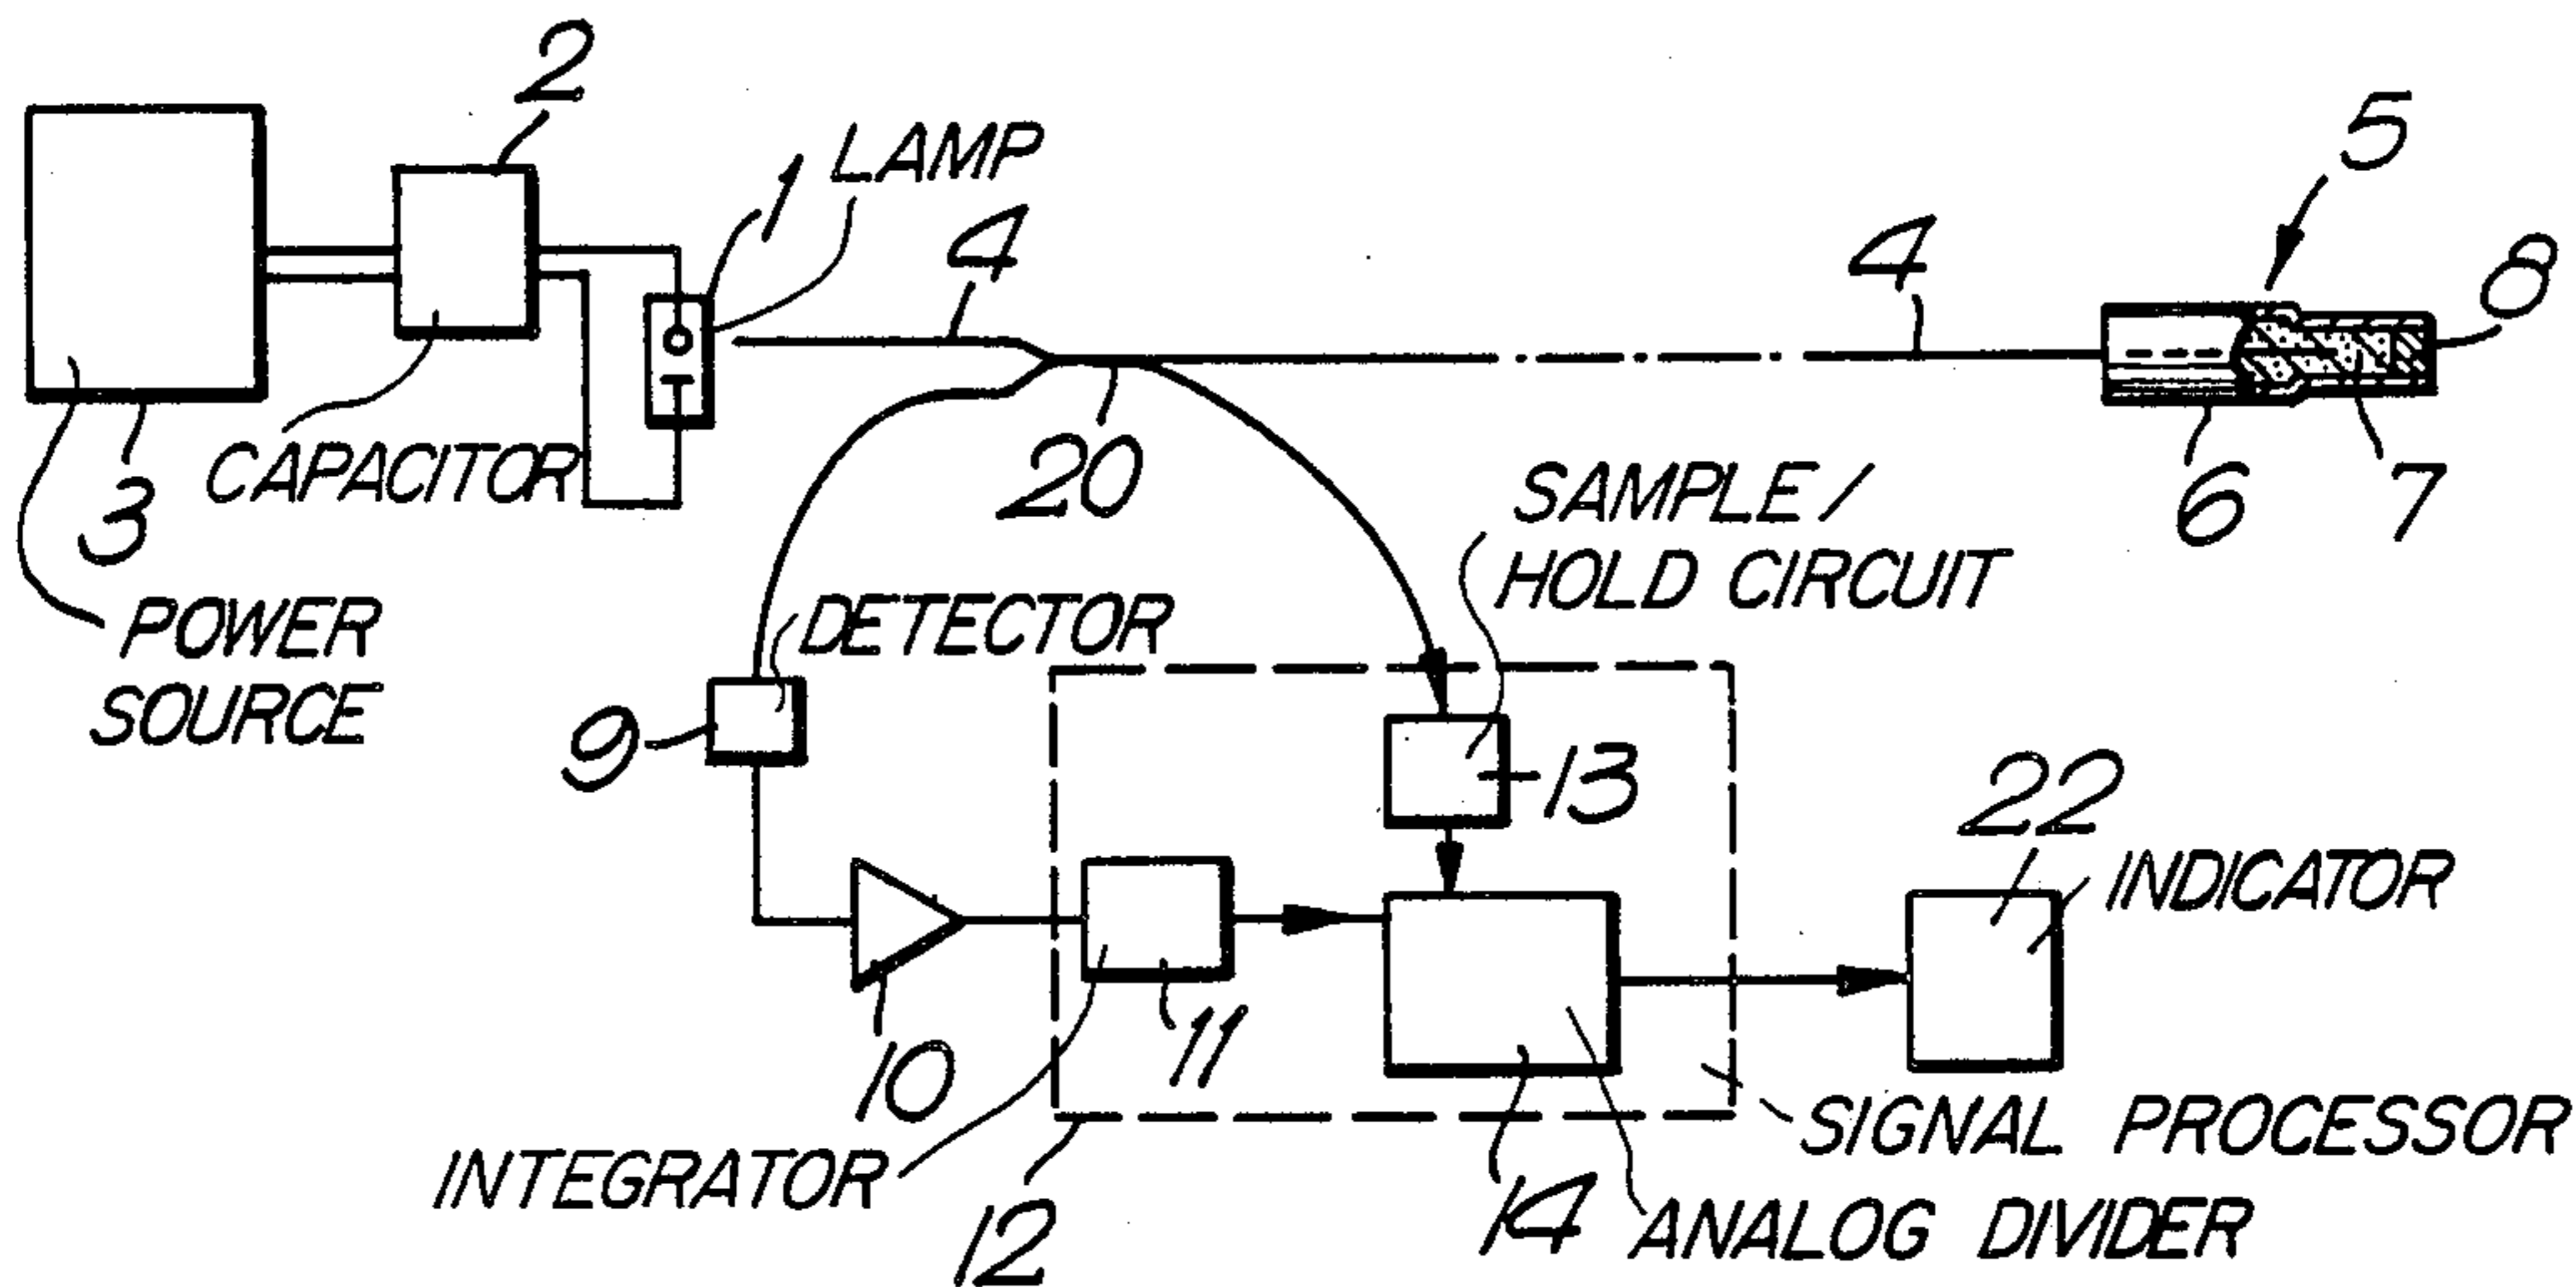 2
1 LAMP
5
4
4
8
CAPACITOR
3
20
6
7
SAMPLE /
HOLD CIRCUIT
POWER
SOURCE
DETECTOR
9
13
22
INDICATOR
10
11
INTEGRATOR
12
14
SIGNAL PROCESSOR
ANALOG DIVIDER